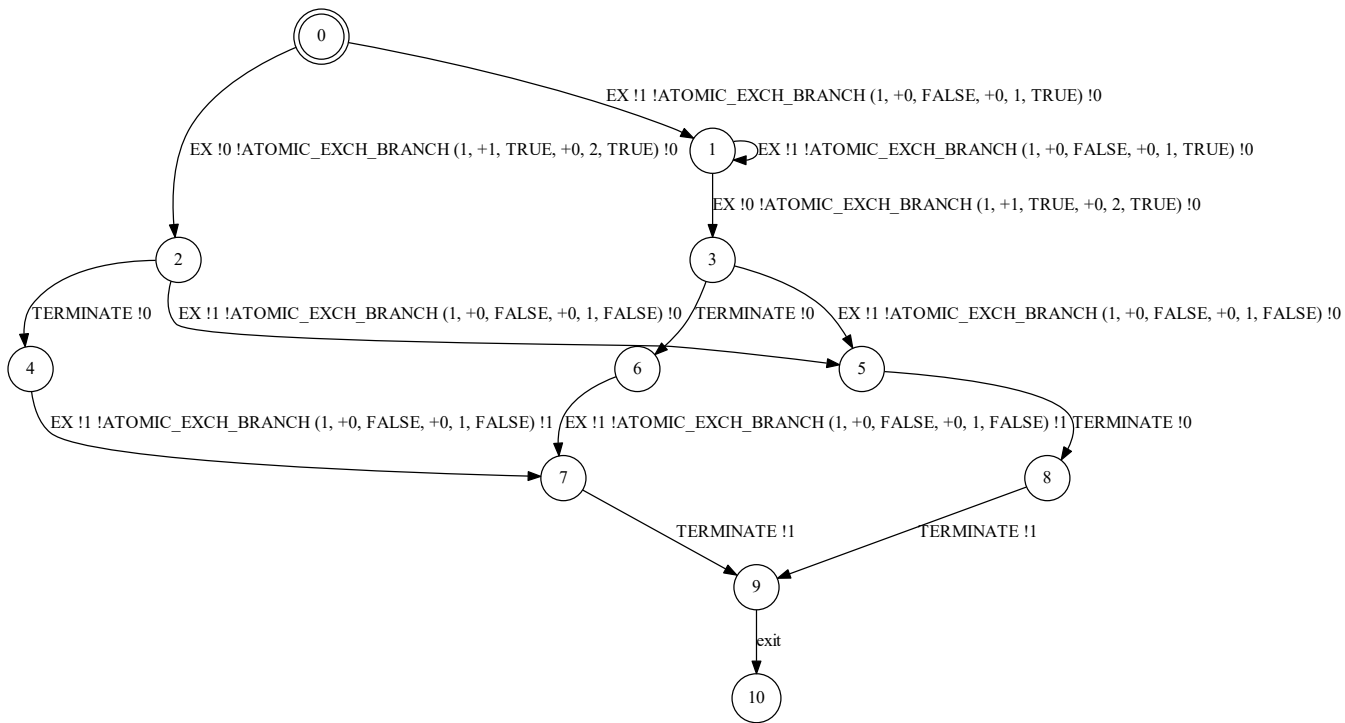 0
EX !1 !ATOMIC_EXCH_BRANCH (1, +0, FALSE, +0, 1, TRUE) !0
EX !0 !ATOMIC_EXCH_BRANCH (1, +1, TRUE, +0, 2, TRUE) !0
1
EX !1 !ATOMIC_EXCH_BRANCH (1, +0, FALSE, +0, 1, TRUE) !0
EX !0 !ATOMIC_EXCH_BRANCH (1, +1, TRUE, +0, 2, TRUE) !0
2
3
TERMINATE !0
EX !1 !ATOMIC_EXCH_BRANCH (1, +0, FALSE, +0, 1, FALSE) !0
TERMINATE !0
EX !1 !ATOMIC_EXCH_BRANCH (1, +0, FALSE, +0, 1, FALSE) !0
4
6
5
EX !1 !ATOMIC_EXCH_BRANCH (1, +0, FALSE, +0, 1, FALSE) !1
EX !1 !ATOMIC_EXCH_BRANCH (1, +0, FALSE, +0, 1, FALSE) !1
TERMINATE !0
7
8
TERMINATE !1
TERMINATE !1
9
exit
10